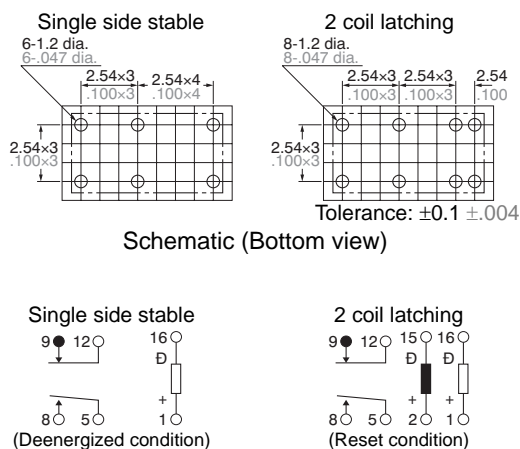 Single side stable
2 coil latching
6-1.2 dia.
6-.047 dia.
2.54×3
2.54×4
.100×3
.100×4
2.54×3
.100×3
8-1.2 dia.
8-.047 dia.
2.54×3
2.54×3
2.54
.100×3
.100×3
.100
2.54×3
.100×3
Tolerance: ±0.1 ±.004
Schematic (Bottom view)
Single side stable
2 coil latching
9
12
16
Ð
+
8
5
1
(Deenergized condition)
9
12
15
16
Ð
Ð
+
+
8
5
2
1
(Reset condition)